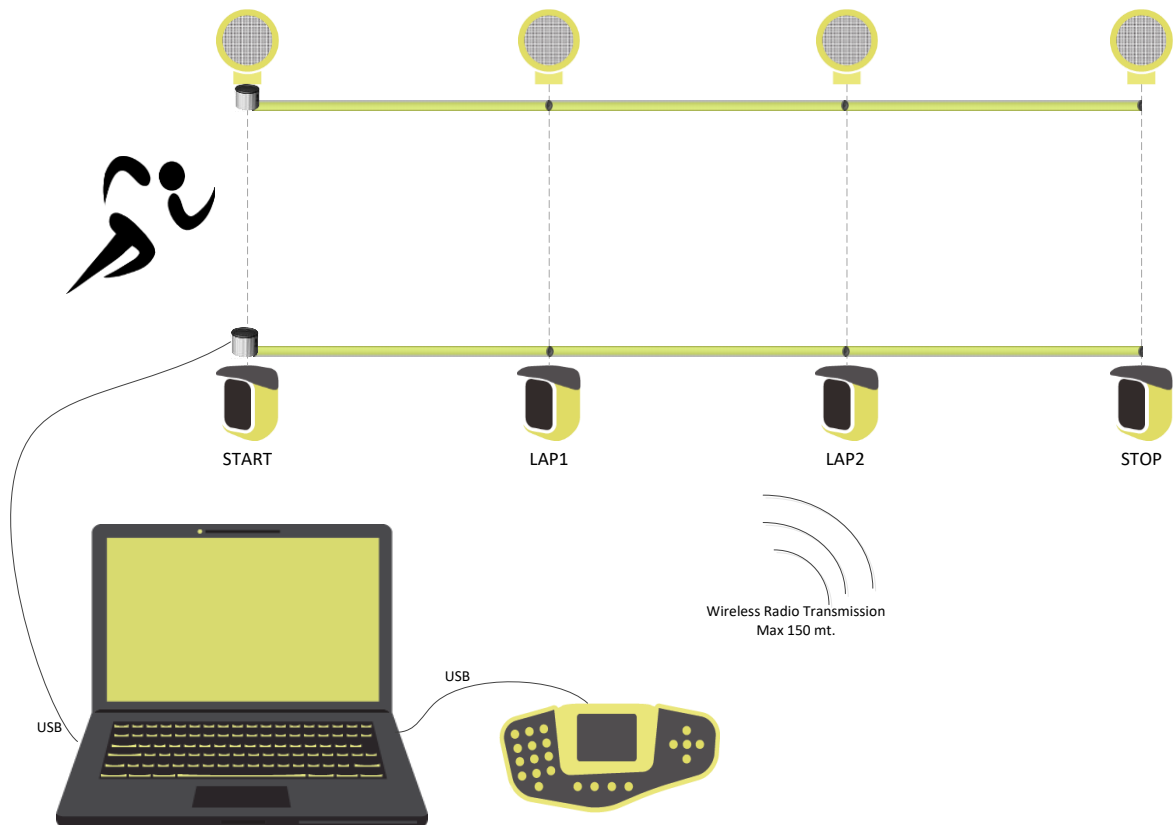 START
LAP1
LAP2
STOP
Wireless Radio Transmission
Max 150 mt.
USB
USB